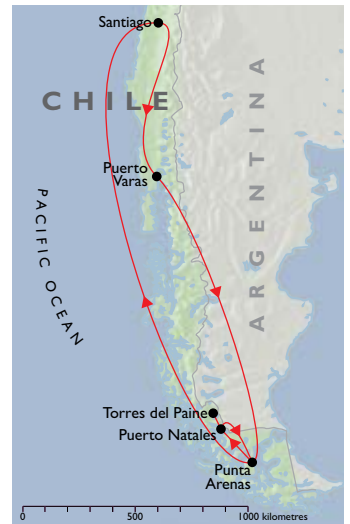 Santiago
CHILE
ARGENTINA
Puerto
Varas
PACIFIC OCEAN
Torres del Paine
Puerto Natales
Punta
Arenas
0 500 1000 kilometres